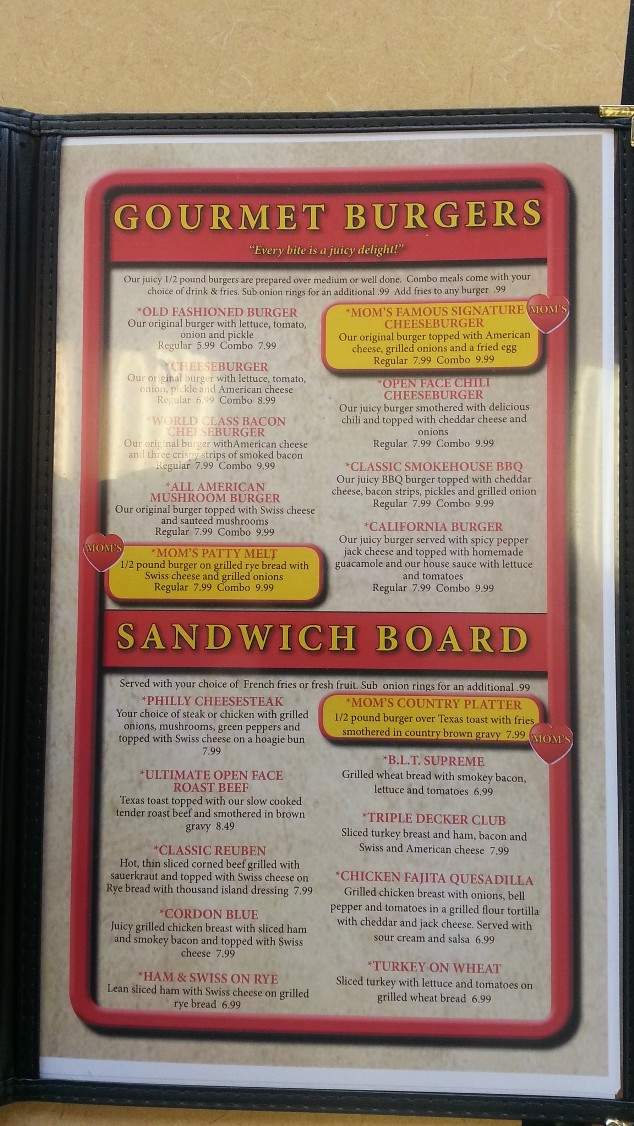 GOURMET BURGERS
"Every bite is a juicy delight!"
Our juicy 1/2 pound burgers are prepared over medium or well done. Combo meals come with your
choice of drink & fries. Sub onion rings for an additional .99 Add fries to any burger .99
*OLD FASHIONED BURGER
Our original burger with lettuce, tomato,
onion and pickle
Regular 5.99 Combo 7.99
*CHEESEBURGER
Our original burger with lettuce, tomato,
onion, pickle and American cheese
Regular 6.99 Combo 8.99
*WORLD CLASS BACON
CHEESEBURGER
Our original burger withAmerican cheese
and three crispy strips of smoked bacon
Regular 7.99 Combo 9.99
*ALL AMERICAN
MUSHROOM BURGER
Our original burger topped with Swiss cheese
and sauteed mushrooms
Regular 7.99 Combo 9.99
MOM'S
*MOM'S PATTY MELT
1/2 pound burger on grilled rye bread with
Swiss cheese and grilled onions
Regular 7.99 Combo 9.99
*MOM'S FAMOUS SIGNATURE
CHEESEBURGER
MOM'S
Our original burger topped with American
cheese, grilled onions and a fried egg
Regular 7.99 Combo 9.99
*OPEN FACE CHILI
CHEESEBURGER
Our juicy burger smothered with delicious
chili and topped with cheddar cheese and
onions
Regular 7.99 Combo 9.99
*CLASSIC SMOKEHOUSE BBQ
Our juicy BBQ burger topped with cheddar
cheese, bacon strips, pickles and grilled onion
Regular 7.99 Combo 9.99
*CALIFORNIA BURGER
Our juicy burger served with spicy pepper
jack cheese and topped with homemade
guacamole and our house sauce with lettuce
and tomatoes
Regular 7.99 Combo 9.99
SANDWICH BOARD
Served with your choice of French fries or fresh fruit. Sub onion rings for an additional .99
*PHILLY CHEESESTEAK
Your choice of steak or chicken with grilled
onions, mushrooms, green peppers and
topped with Swiss cheese on a hoagie bun
7.99
*ULTIMATE OPEN FACE
ROAST BEEF
Texas toast topped with our slow cooked
tender roast beef and smothered in brown
gravy 8.49
*CLASSIC REUBEN
Hot, thin sliced corned beef grilled with
sauerkraut and topped with Swiss cheese on
Rye bread with thousand island dressing 7.99
*CORDON BLUE
Juicy grilled chicken breast with sliced ham
and smokey bacon and topped with Swiss
cheese 7.99
*HAM & SWISS ON RYE
Lean sliced ham with Swiss cheese on grilled
rye bread 6.99
*MOM'S COUNTRY PLATTER
1/2 pound burger over Texas toast with fries
smothered in country brown gravy 7.99
MOM'S
*B.L.T. SUPREME
Grilled wheat bread with smokey bacon,
lettuce and tomatoes 6.99
*TRIPLE DECKER CLUB
Sliced turkey breast and ham, bacon and
Swiss and American cheese 7.99
*CHICKEN FAJITA QUESADILLA
Grilled chicken breast with onions, bell
pepper and tomatoes in a grilled flour tortilla
with cheddar and jack cheese. Served with
sour cream and salsa 6.99
*TURKEY ON WHEAT
Sliced turkey with lettuce and tomatoes on
grilled wheat bread 6.99